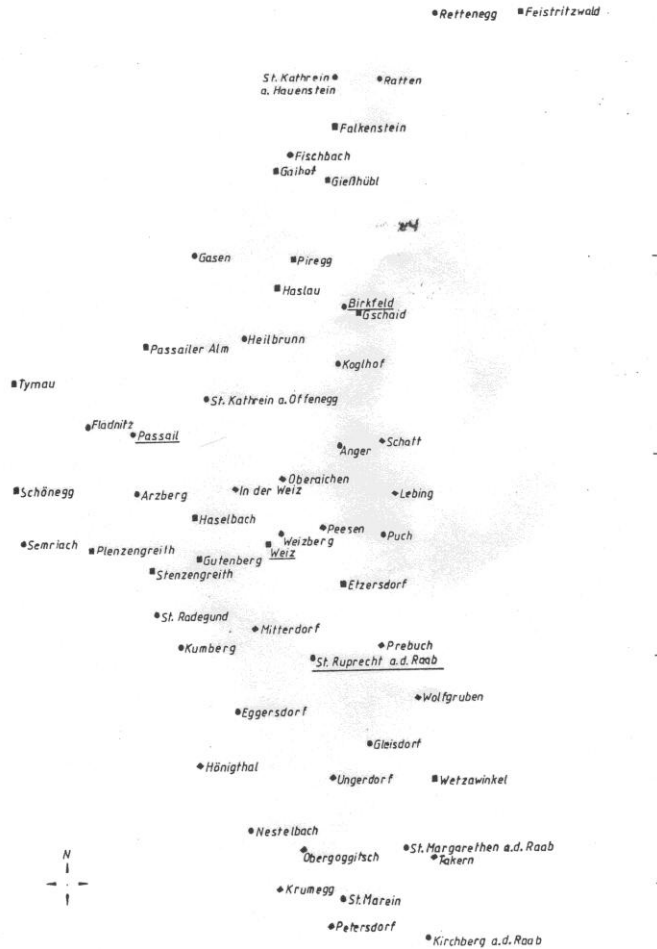 Rettenegg
Feistritzwald
St. Kathrein
a. Hauenstein
Ratten
Falkenstein
Fischbach
Gaihof
Gießhübl
Gasen
Piregg
Haslau
Birkfeld
Gschaid
Heilbrunn
Passailer Alm
Koglhof
Tyrnau
St. Kathrein a. Offenegg
Fladnitz
Passail
Schatt
Anger
Oberaichen
Schönegg
Arzberg
In der Weiz
Lebing
Haselbach
Peesen
Weizberg
Puch
Semriach
Plenzengreith
Weiz
Gutenberg
Stenzengreith
Etzersdorf
St. Radegund
Mitterdorf
Kumberg
Prebuch
St. Ruprecht a.d. Raab
Wolfgruben
Eggersdorf
Gleisdorf
Hönigthal
Ungerdorf
Wetzawinkel
Nestelbach
Obergoggitsch
St. Margarethen a.d. Raab
Takern
N
Krumegg
St. Marein
Petersdorf
Kirchberg a.d. Raab